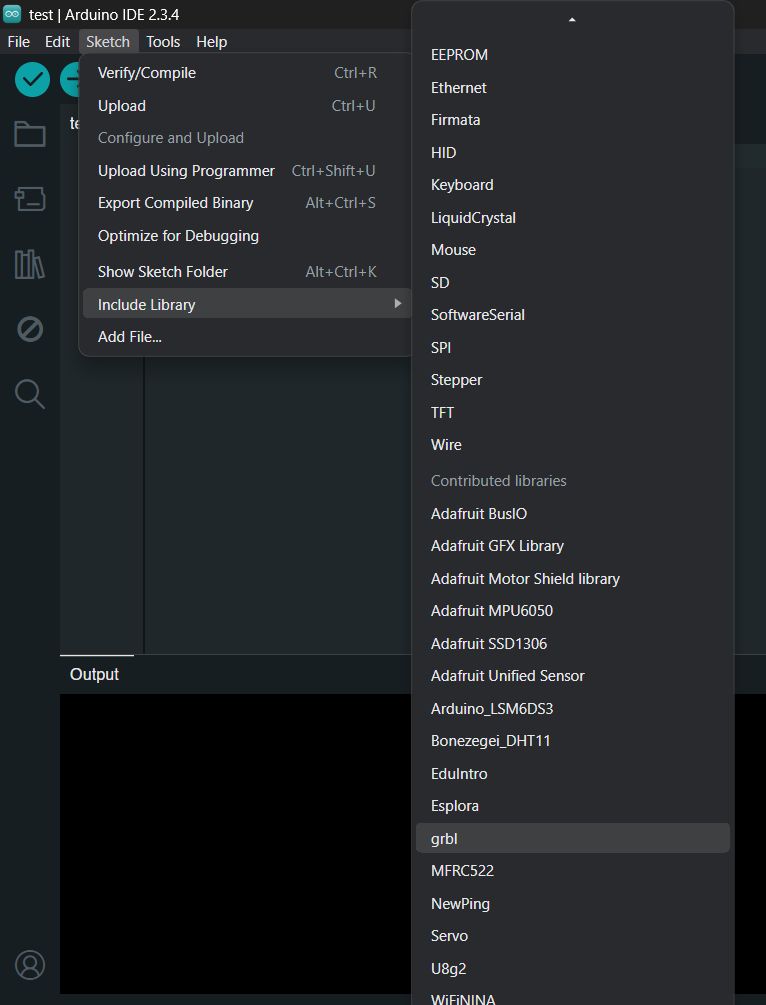 test | Arduino IDE 2.3.4
File Edit Sketch Tools Help
Verify/Compile Ctrl+R
Upload Ctrl+U
Configure and Upload
Upload Using Programmer Ctrl+Shift+U
Export Compiled Binary Alt+Ctrl+S
Optimize for Debugging
Show Sketch Folder Alt+Ctrl+K
Include Library
Add File...
EEPROM
Ethernet
Firmata
HID
Keyboard
LiquidCrystal
Mouse
SD
SoftwareSerial
SPI
Stepper
TFT
Wire
Contributed libraries
Adafruit BusIO
Adafruit GFX Library
Adafruit Motor Shield library
Adafruit MPU6050
Adafruit SSD1306
Adafruit Unified Sensor
Arduino_LSM6DS3
Bonezegei_DHT11
EduIntro
Esplora
grbl
MFRC522
NewPing
Servo
U8g2
WiFiNINA
Output